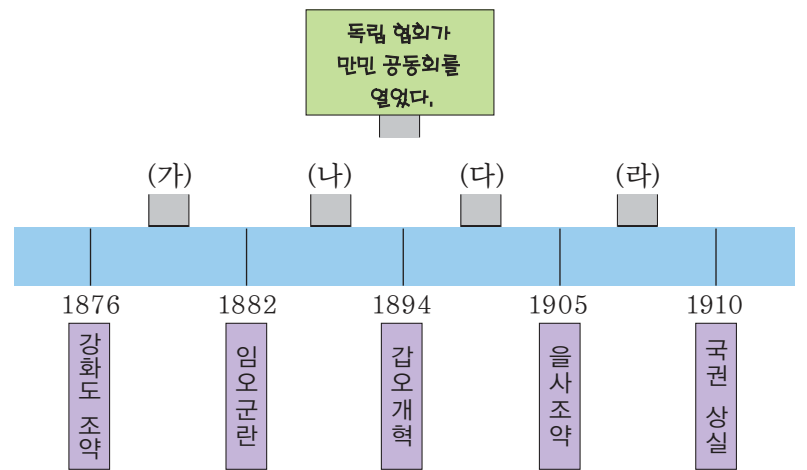 독립 협회가
만민 공동회를
열었다.
(가) (나) (다) (라)
1876 1882 1894 1905 1910
강화도 조약
임오군란
갑오개혁
을사조약
국권 상실